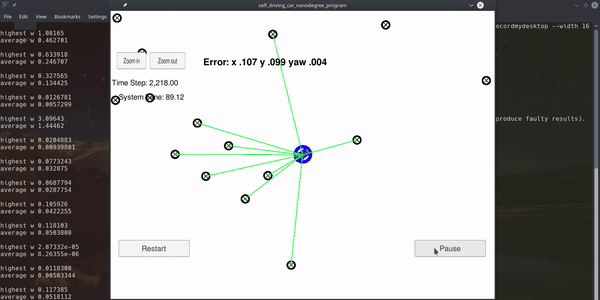 self_driving_car_nanodegree_program
File Edit View Bookmarks Settings
ecordmydesktop --width 16
highest w 1.08165
average w 0.462701
highest w 0.633918
average w 0.246707
highest w 0.327565
average w 0.134425
highest w 0.0126781
average w 0.0057299
highest w 3.09643
average w 1.44462
highest w 0.0204883
average w 0.00939801
highest w 0.0773243
average w 0.032875
highest w 0.0687794
average w 0.0287754
highest w 0.105926
average w 0.0422255
highest w 0.118103
average w 0.0503808
highest w 2.07332e-05
average w 8.26355e-06
highest w 0.0118308
average w 0.00503344
highest w 0.117385
average w 0.0518112
Zoom in Zoom out
Error: x .107 y .099 yaw .004
Time Step: 2,218.00
System Time: 89.12
produce faulty results).
Restart
Pause